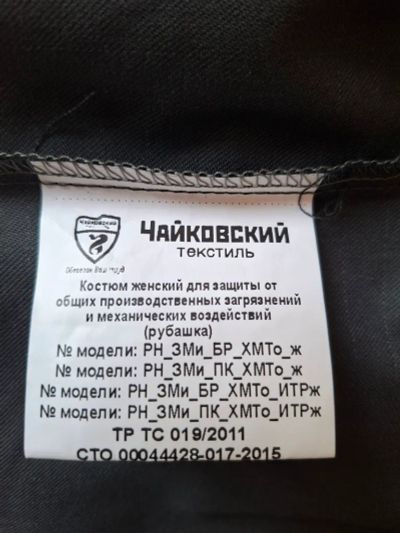 ЧАЙКОВСКИЙ
ЧАЙКОВСКИЙ
ТЕКСТИЛЬ
Костюм женский для защиты от
общих производственных загрязнений
и механических воздействий
(рубашка)
№ модели: РН_ЗМи_БР_ХМТо_ж
№ модели: РН_ЗМи_ПК_ХМТо_ж
№ модели: РН_ЗМи_БР_ХМТо_ИТРж
№ модели: РН_ЗМи_ПК_ХМТо_ИТРж
ТР ТС 019/2011
СТО 00044428-017-2015